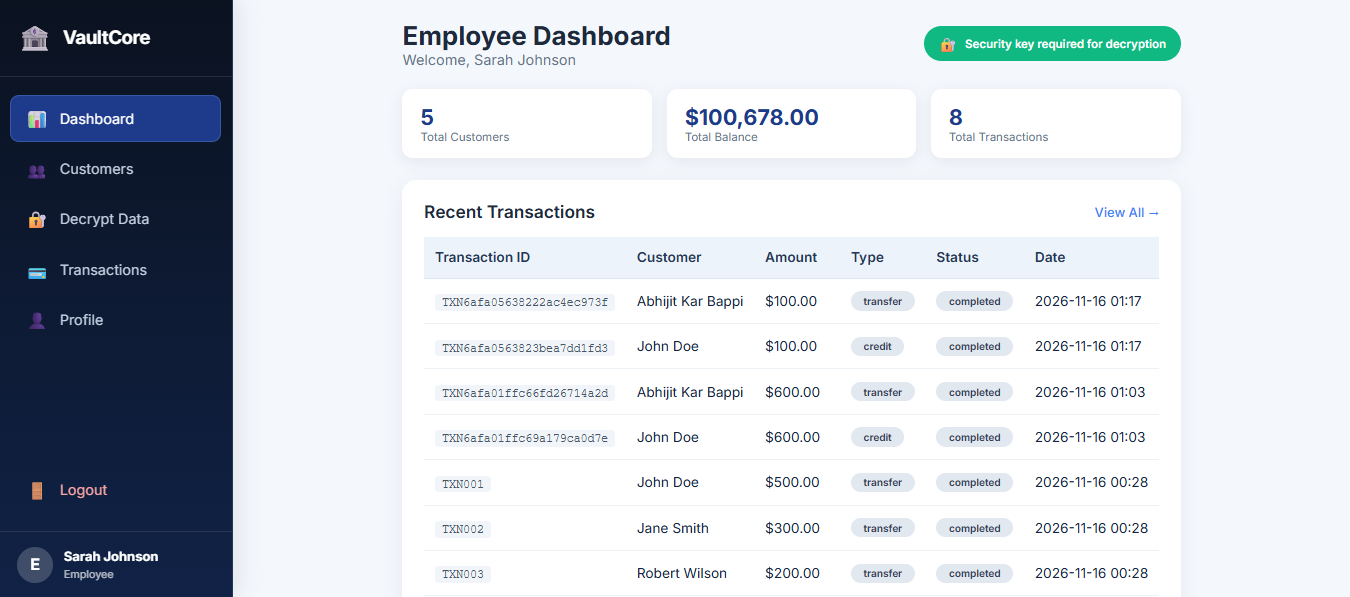 VaultCore
Dashboard
Customers
Decrypt Data
Transactions
Profile
Logout
E
Sarah Johnson
Employee
Employee Dashboard
Welcome, Sarah Johnson
Security key required for decryption
5
Total Customers
$100,678.00
Total Balance
8
Total Transactions
Recent Transactions
View All →
Transaction ID Customer Amount Type Status Date
TXN6afa05638222ac4ec973f Abhijit Kar Bappi $100.00 transfer completed 2026-11-16 01:17
TXN6afa0563823bea7dd1fd3 John Doe $100.00 credit completed 2026-11-16 01:17
TXN6afa01ffc66fd26714a2d Abhijit Kar Bappi $600.00 transfer completed 2026-11-16 01:03
TXN6afa01ffc69a179ca0d7e John Doe $600.00 credit completed 2026-11-16 01:03
TXN001 John Doe $500.00 transfer completed 2026-11-16 00:28
TXN002 Jane Smith $300.00 transfer completed 2026-11-16 00:28
TXN003 Robert Wilson $200.00 transfer completed 2026-11-16 00:28